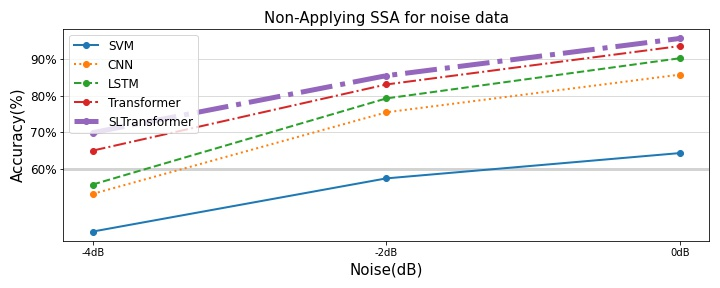 Non-Applying SSA for noise data
SVM
CNN
LSTM
Transformer
SLTransformer
90%
80%
70%
60%
Accuracy(%)
-4dB
-2dB
0dB
Noise(dB)